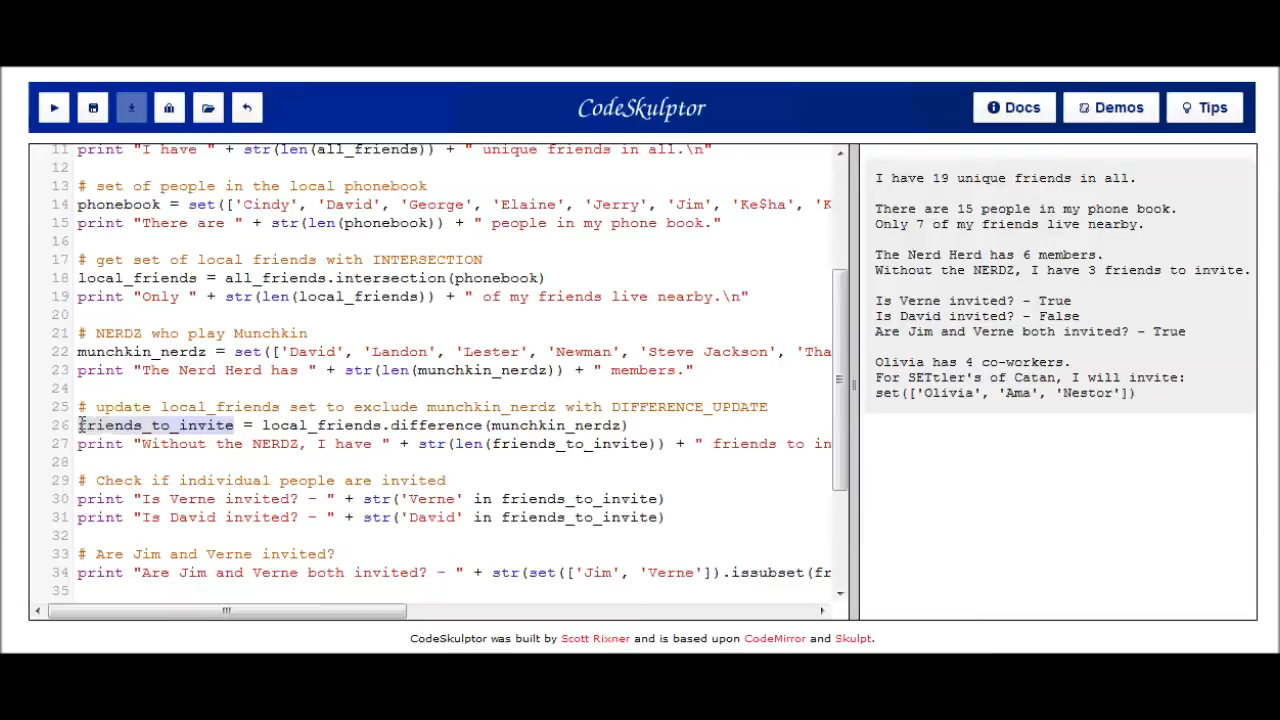 CodeSkulptor
Docs
Demos
Tips
11 print "I have " + str(len(all_friends)) + " unique friends in all.\n"
12
13 # set of people in the local phonebook
14 phonebook = set(['Cindy', 'David', 'George', 'Elaine', 'Jerry', 'Jim', 'Ke$ha', 'K
15 print "There are " + str(len(phonebook)) + " people in my phone book."
16
17 # get set of local friends with INTERSECTION
18 local_friends = all_friends.intersection(phonebook)
19 print "Only " + str(len(local_friends)) + " of my friends live nearby.\n"
20
21 # NERDZ who play Munchkin
22 munchkin_nerdz = set(['David', 'Landon', 'Lester', 'Newman', 'Steve Jackson', 'Tha
23 print "The Nerd Herd has " + str(len(munchkin_nerdz)) + " members."
24
25 # update local_friends set to exclude munchkin_nerdz with DIFFERENCE_UPDATE
26 friends_to_invite = local_friends.difference(munchkin_nerdz)
27 print "Without the NERDZ, I have " + str(len(friends_to_invite)) + " friends to in
28
29 # Check if individual people are invited
30 print "Is Verne invited? - " + str('Verne' in friends_to_invite)
31 print "Is David invited? - " + str('David' in friends_to_invite)
32
33 # Are Jim and Verne invited?
34 print "Are Jim and Verne both invited? - " + str(set(['Jim', 'Verne']).issubset(fr
35
I have 19 unique friends in all.
There are 15 people in my phone book.
Only 7 of my friends live nearby.
The Nerd Herd has 6 members.
Without the NERDZ, I have 3 friends to invite.
Is Verne invited? - True
Is David invited? - False
Are Jim and Verne both invited? - True
Olivia has 4 co-workers.
For SETtler's of Catan, I will invite:
set(['Olivia', 'Ama', 'Nestor'])
CodeSkulptor was built by Scott Rixner and is based upon CodeMirror and Skulpt.